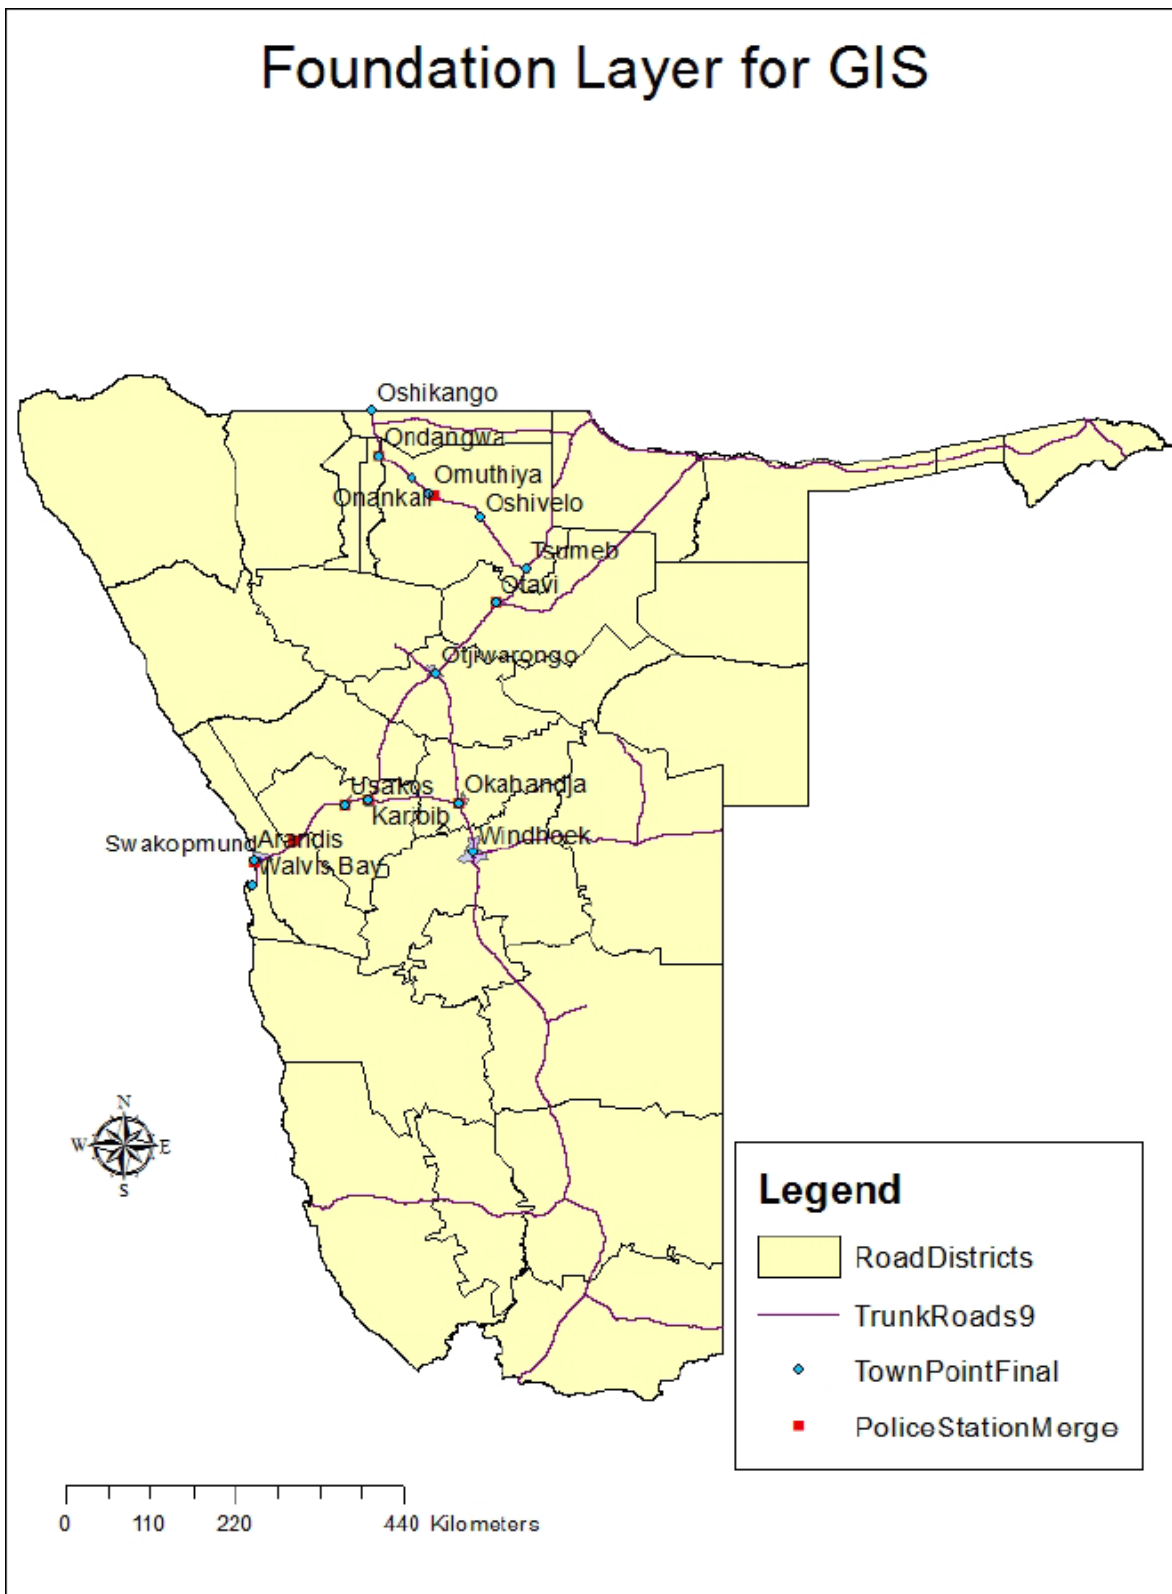 Foundation Layer for GIS
Oshikango
Ondangwa
Omuthiya
Onankali
Oshivelo
Tsumeb
Otavi
Otjiwarongo
Usakos
Okahandja
Karibib
Swakopmund
Arandis
Windhoek
Walvis Bay
N
W
E
S
Legend
RoadDistricts
TrunkRoads9
TownPointFinal
PoliceStationMerge
0 110 220 440 Kilometers